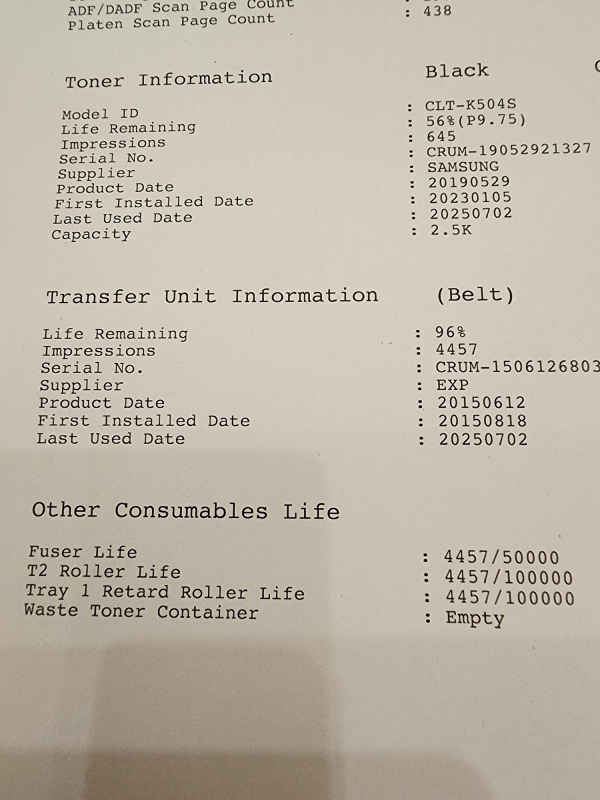 ADF/DADF Scan Page Count
Platen Scan Page Count : 438
Toner Information Black
Model ID : CLT-K504S
Life Remaining : 56%(P9.75)
Impressions : 645
Serial No. : CRUM-19052921327
Supplier : SAMSUNG
Product Date : 20190529
First Installed Date : 20230105
Last Used Date : 20250702
Capacity : 2.5K
Transfer Unit Information (Belt)
Life Remaining : 96%
Impressions : 4457
Serial No. : CRUM-1506126803
Supplier : EXP
Product Date : 20150612
First Installed Date : 20150818
Last Used Date : 20250702
Other Consumables Life
Fuser Life : 4457/50000
T2 Roller Life : 4457/100000
Tray 1 Retard Roller Life : 4457/100000
Waste Toner Container : Empty